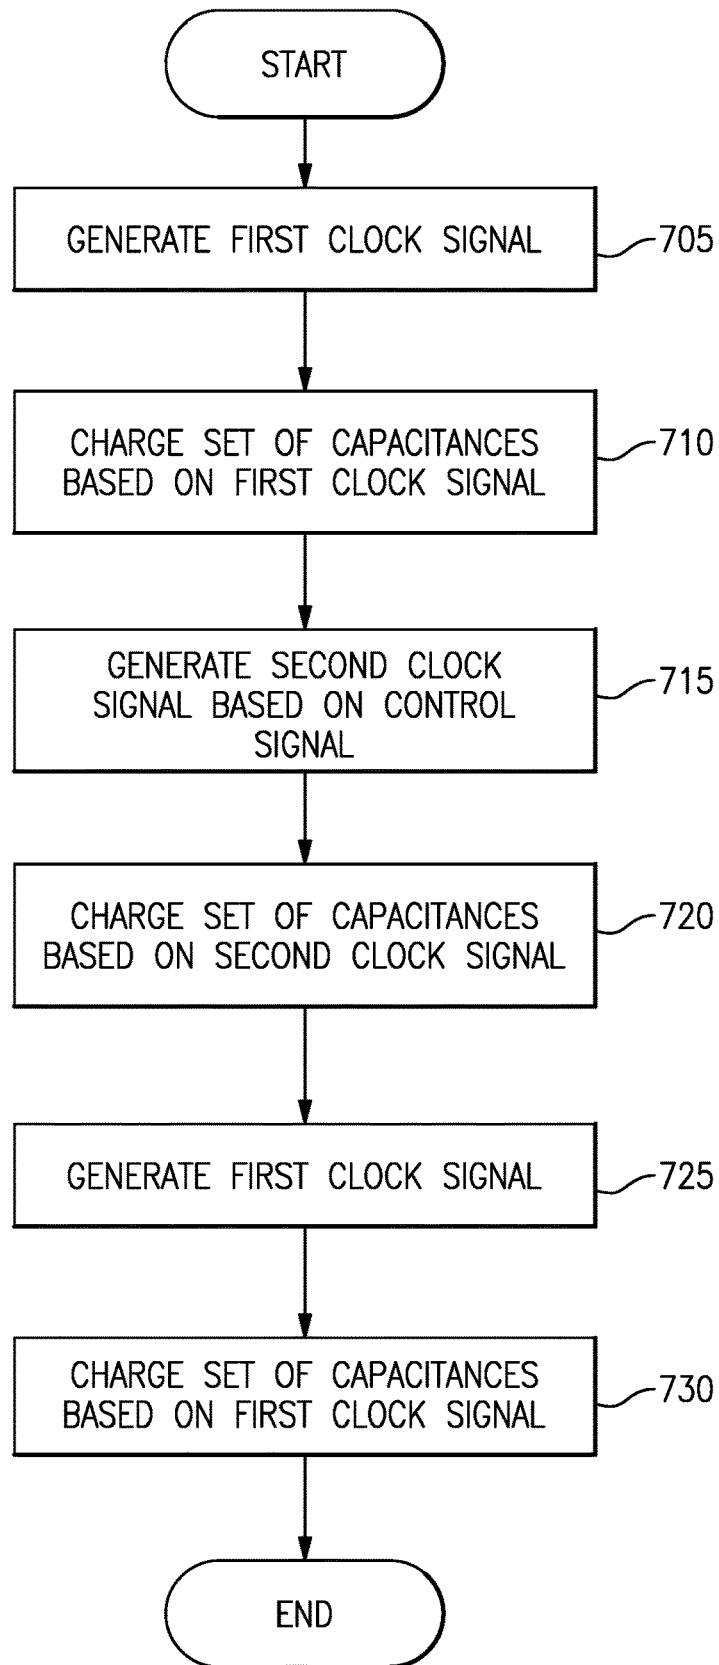 START
GENERATE FIRST CLOCK SIGNAL
705
CHARGE SET OF CAPACITANCES
BASED ON FIRST CLOCK SIGNAL
710
GENERATE SECOND CLOCK
SIGNAL BASED ON CONTROL
SIGNAL
715
CHARGE SET OF CAPACITANCES
BASED ON SECOND CLOCK SIGNAL
720
GENERATE FIRST CLOCK SIGNAL
725
CHARGE SET OF CAPACITANCES
BASED ON FIRST CLOCK SIGNAL
730
END